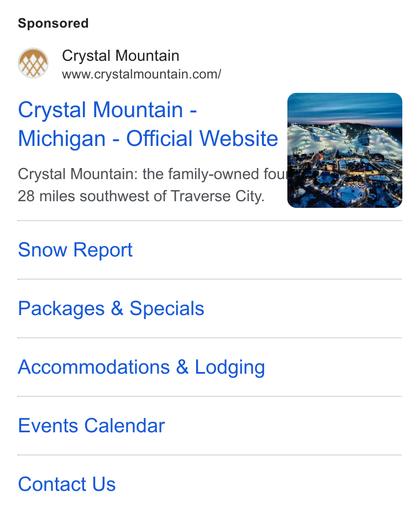 Sponsored
Crystal Mountain
www.crystalmountain.com/
Crystal Mountain -
Michigan - Official Website
Crystal Mountain: the family-owned
28 miles southwest of Traverse City.
Snow Report
Packages & Specials
Accommodations & Lodging
Events Calendar
Contact Us